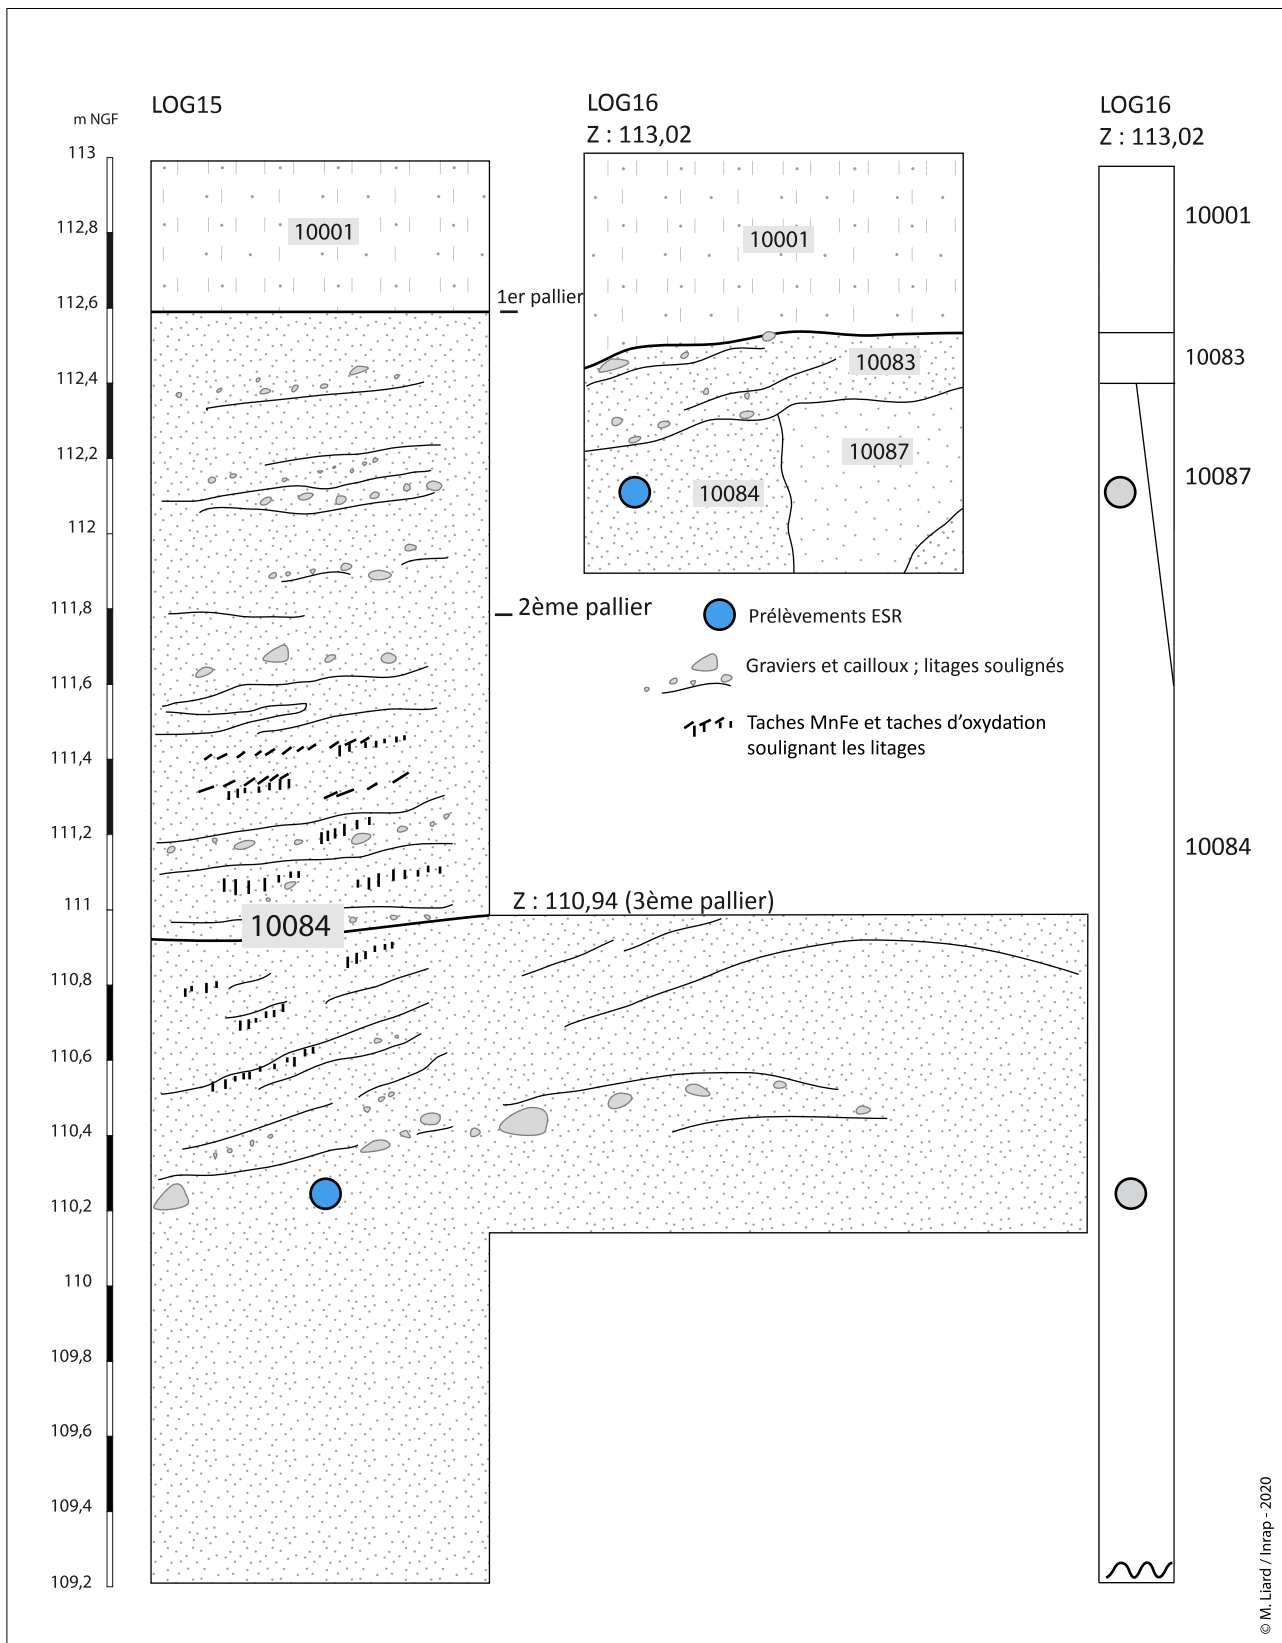 LOG15
m NGF
113
112,8
112,6
112,4
112,2
112
111,8
111,6
111,4
111,2
111
110,8
110,6
110,4
110,2
110
109,8
109,6
109,4
109,2
10001
1er pallier
2ème pallier
10084
Z : 110,94 (3ème pallier)
LOG16
Z : 113,02
10001
10083
10087
10084
Prélèvements ESR
Graviers et cailloux ; litages soulignés
Taches MnFe et taches d'oxydation
soulignant les litages
LOG16
Z : 113,02
10001
10083
10087
10084
© M. Liard / Inrap - 2020